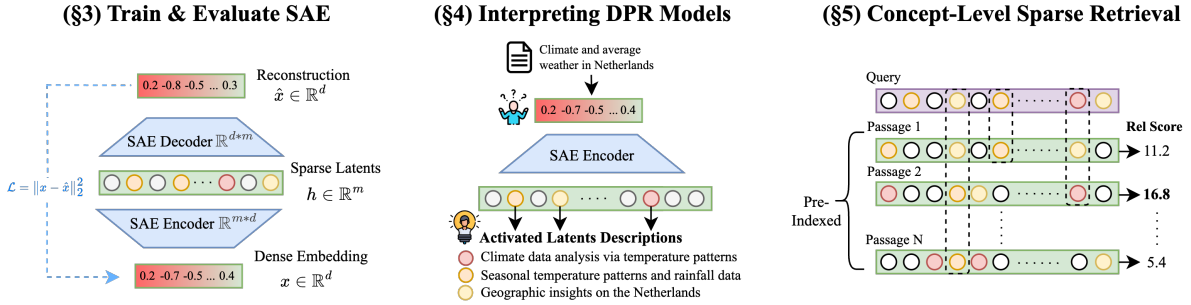 (§3) Train & Evaluate SAE
0.2 -0.8 -0.5 ... 0.3
Reconstruction
x̂ ∈ ℝ^d
SAE Decoder ℝ^{d*m}
Sparse Latents
h ∈ ℝ^m
ℒ = ||x − x̂||₂²
SAE Encoder ℝ^{m*d}
Dense Embedding
x ∈ ℝ^d
0.2 -0.7 -0.5 ... 0.4
(§4) Interpreting DPR Models
Climate and average
weather in Netherlands
0.2 -0.7 -0.5 ... 0.4
SAE Encoder
Activated Latents Descriptions
Climate data analysis via temperature patterns
Seasonal temperature patterns and rainfall data
Geographic insights on the Netherlands
(§5) Concept-Level Sparse Retrieval
Query
Passage 1
Rel Score
11.2
Passage 2
16.8
Pre-
Indexed
Passage N
5.4